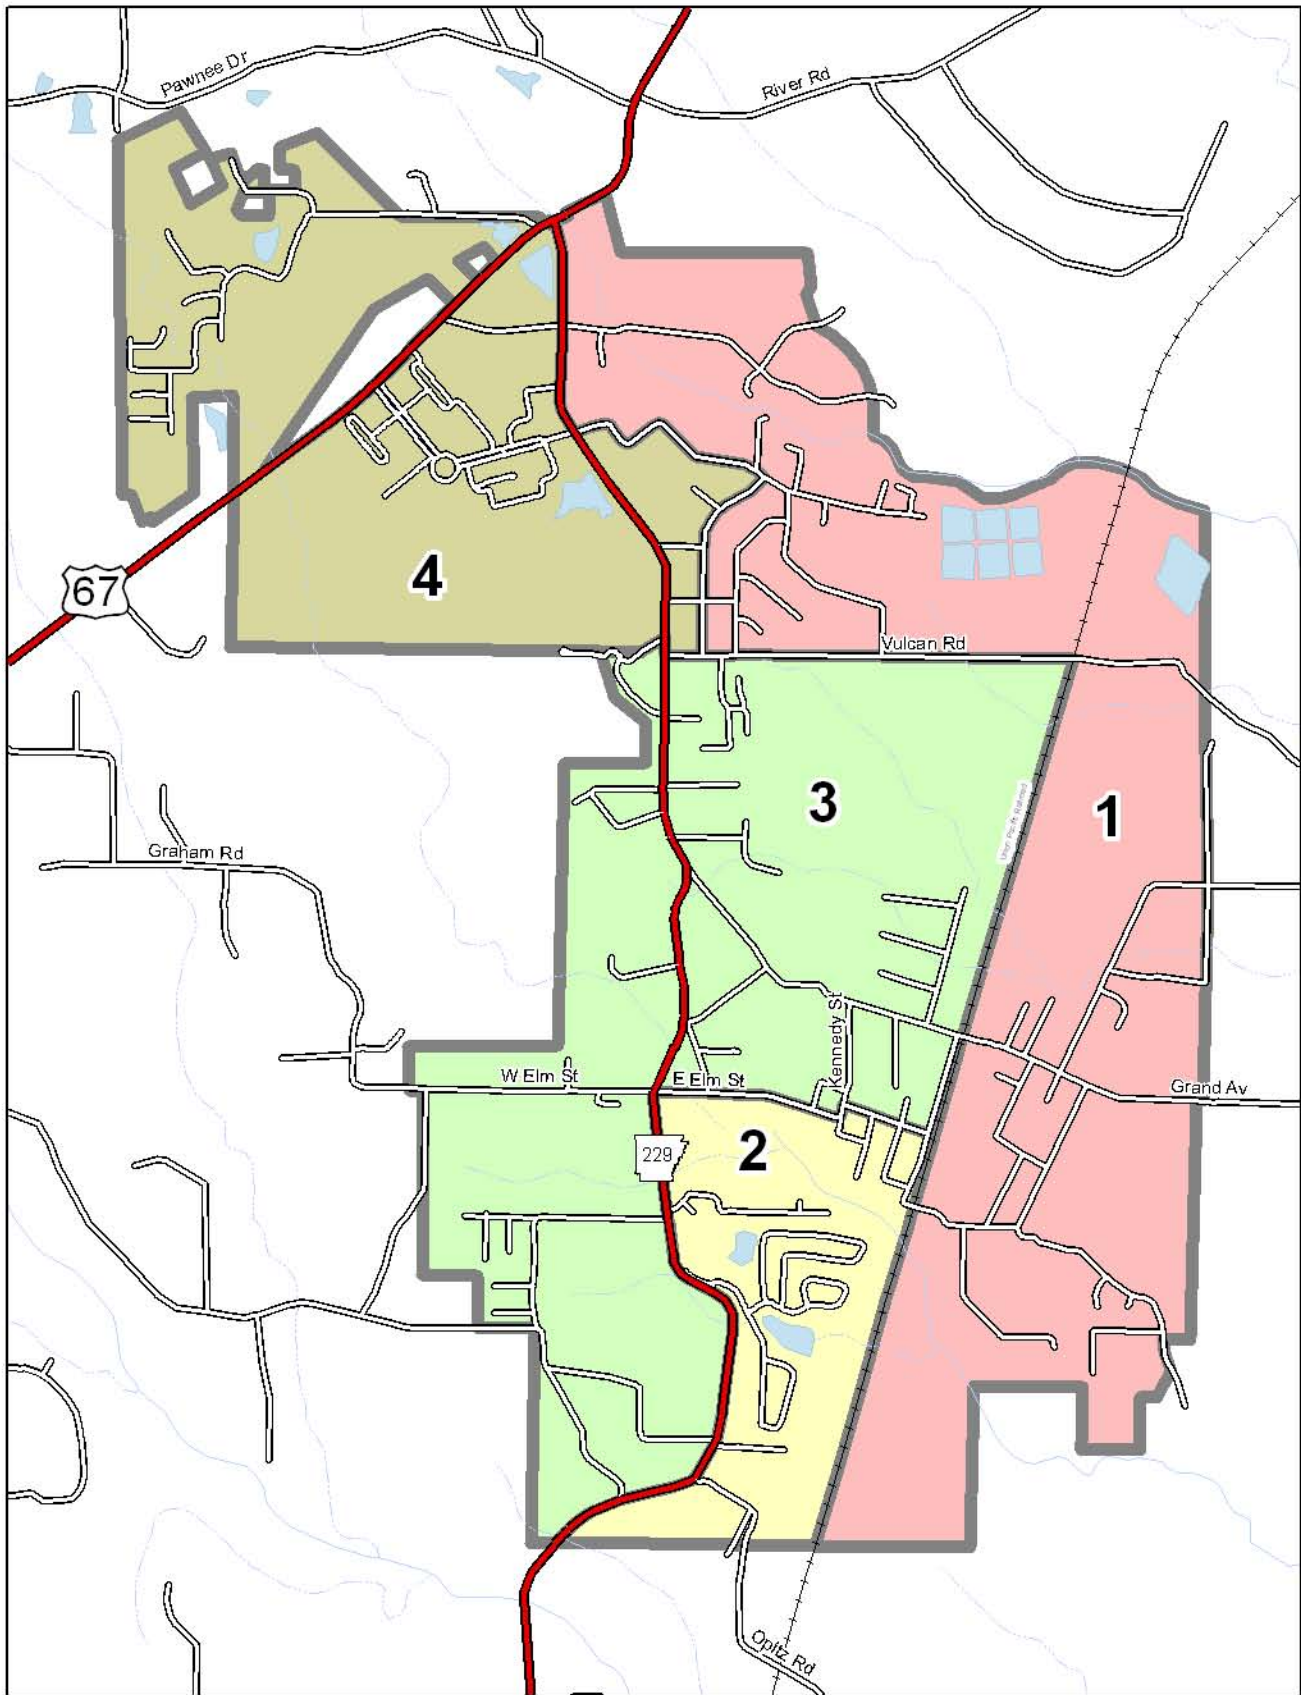 Pawnee Dr
River Rd
67
4
Vulcan Rd
3
1
Graham Rd
Kennedy St
W Elm St
E Elm St
Grand Av
2
229
Opitz Rd